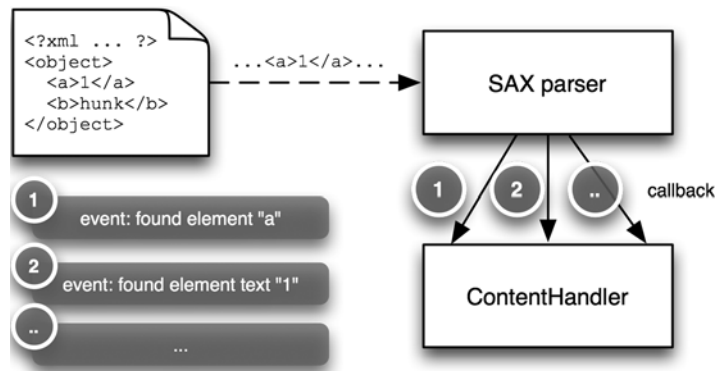 <?xml ... ?>
<object>
<a>1</a>
<b>hunk</b>
</object>
...<a>1</a>...
SAX parser
1
2
..
callback
ContentHandler
1
event: found element "a"
2
event: found element text "1"
..
...